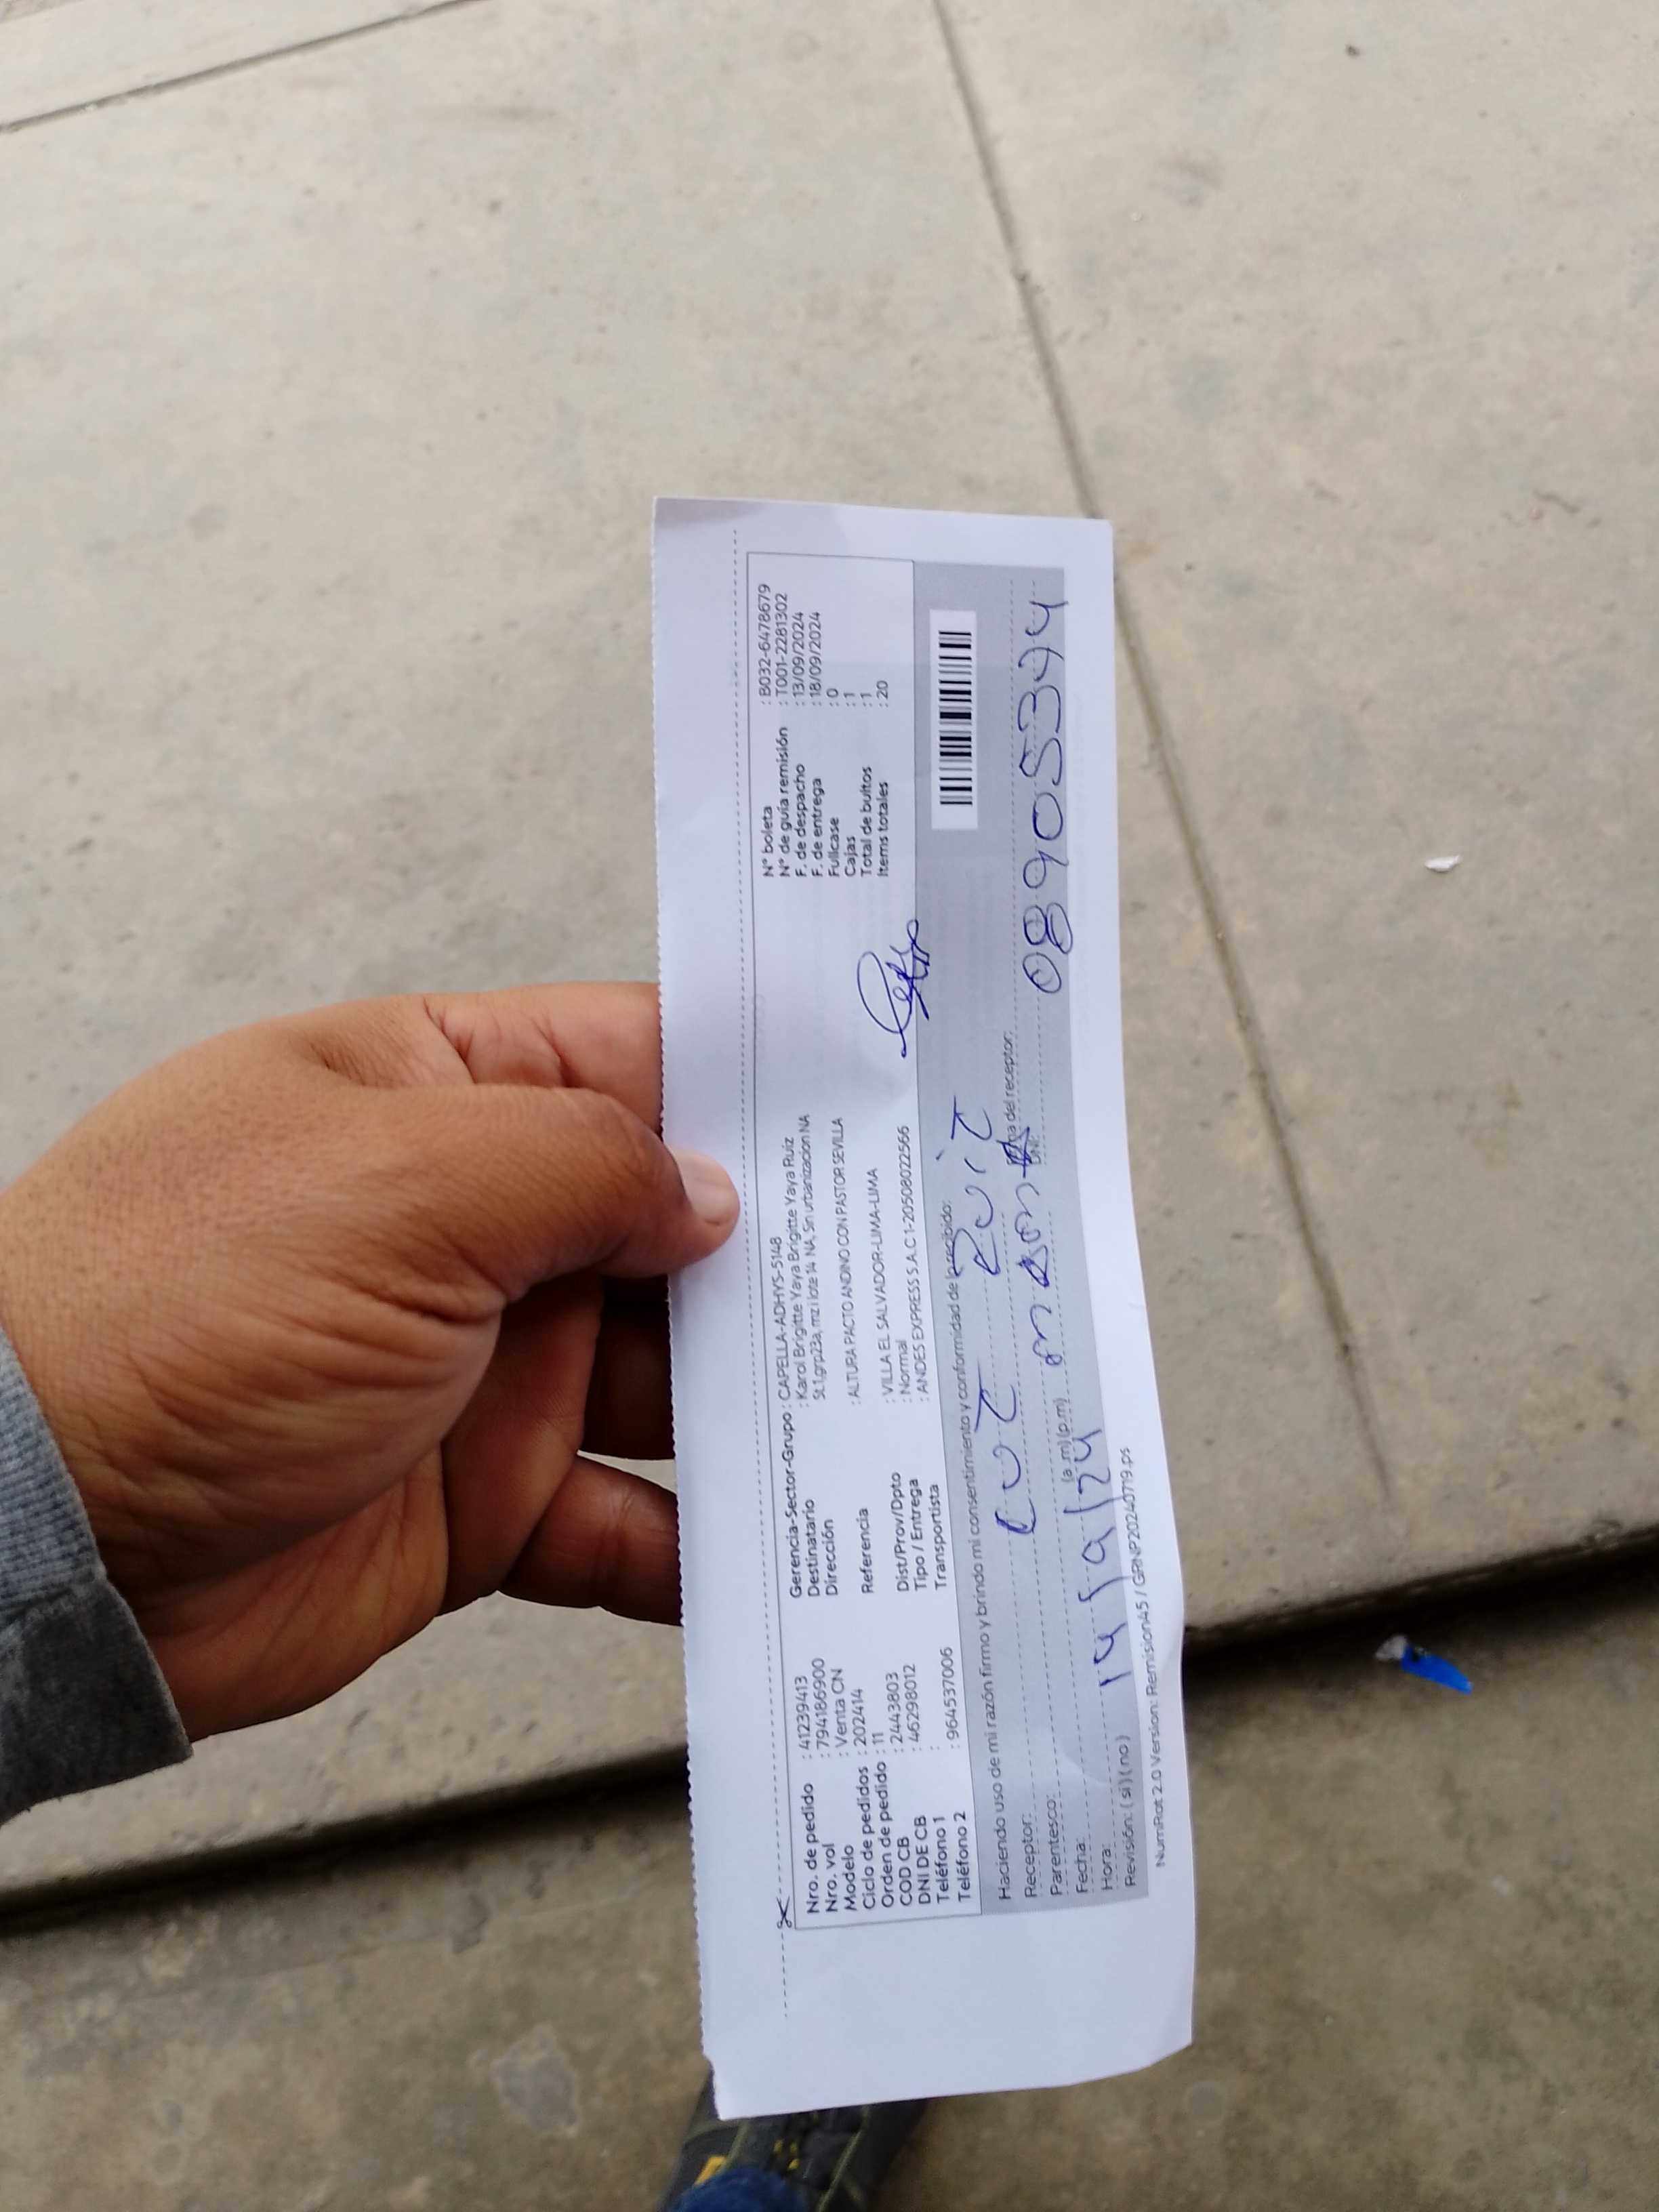 Nro. de pedido : 41239413
Nro. vol : 794186900
Modelo : Venta CN
Ciclo de pedidos : 202414
Orden de pedido : 11
COD CB : 2443803
DNI DE CB : 46298012
Teléfono 1 :
Teléfono 2 : 964537006
Gerencia-Sector-Grupo : CAPELLA-ADHYS-5148
Destinatario : Karol Brigitte Yaya Brigitte Yaya Ruiz
Dirección St.1grp23a, mz i lote 14 NA, Sin urbanizacion NA
Referencia : ALTURA PACTO ANDINO CON PASTOR SEVILLA
Dist/Prov/Dpto : VILLA EL SALVADOR-LIMA-LIMA
Tipo / Entrega : Normal
Transportista : ANDES EXPRESS S.A.C 1-20508022566
N° boleta : B032-6478679
N° de guía remisión : T001-2281302
F. de despacho : 13/09/2024
F. de entrega : 18/09/2024
Fullcase : 0
Cajas : 1
Total de bultos : 1
Items totales : 20
Haciendo uso de mi razón firmo y brindo mi consentimiento y conformidad de lo recibido:
Receptor: Luz Ruiz
Parentesco: del receptor:
DNI: 08905344
Fecha: 14/9/24
Hora: (a.m) (p.m)
Revisión: ( si ) ( no )
NumRot 2.0 Version: Remision45 / GRNP20240719.ps